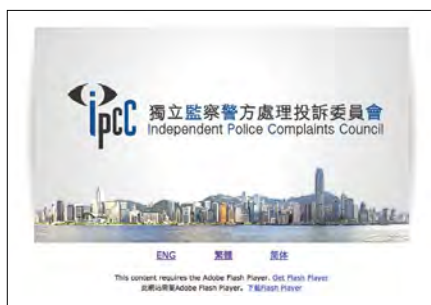 ipcc
獨立監察警方處理投訴委員會
Independent Police Complaints Council
ENG 繁體 简体
This content requires the Adobe Flash Player. Get Flash Player
此網站需要Adobe Flash Player。下載Flash Player